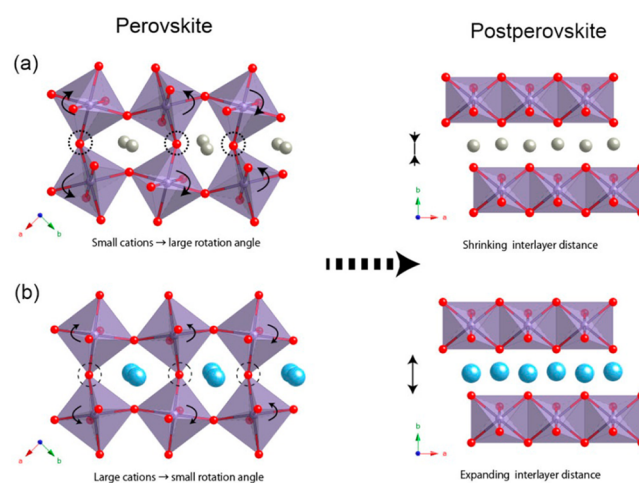 Perovskite
Postperovskite
(a)
a
b
Small cations → large rotation angle
b
a
Shrinking interlayer distance
(b)
a
b
Large cations → small rotation angle
b
a
Expanding interlayer distance